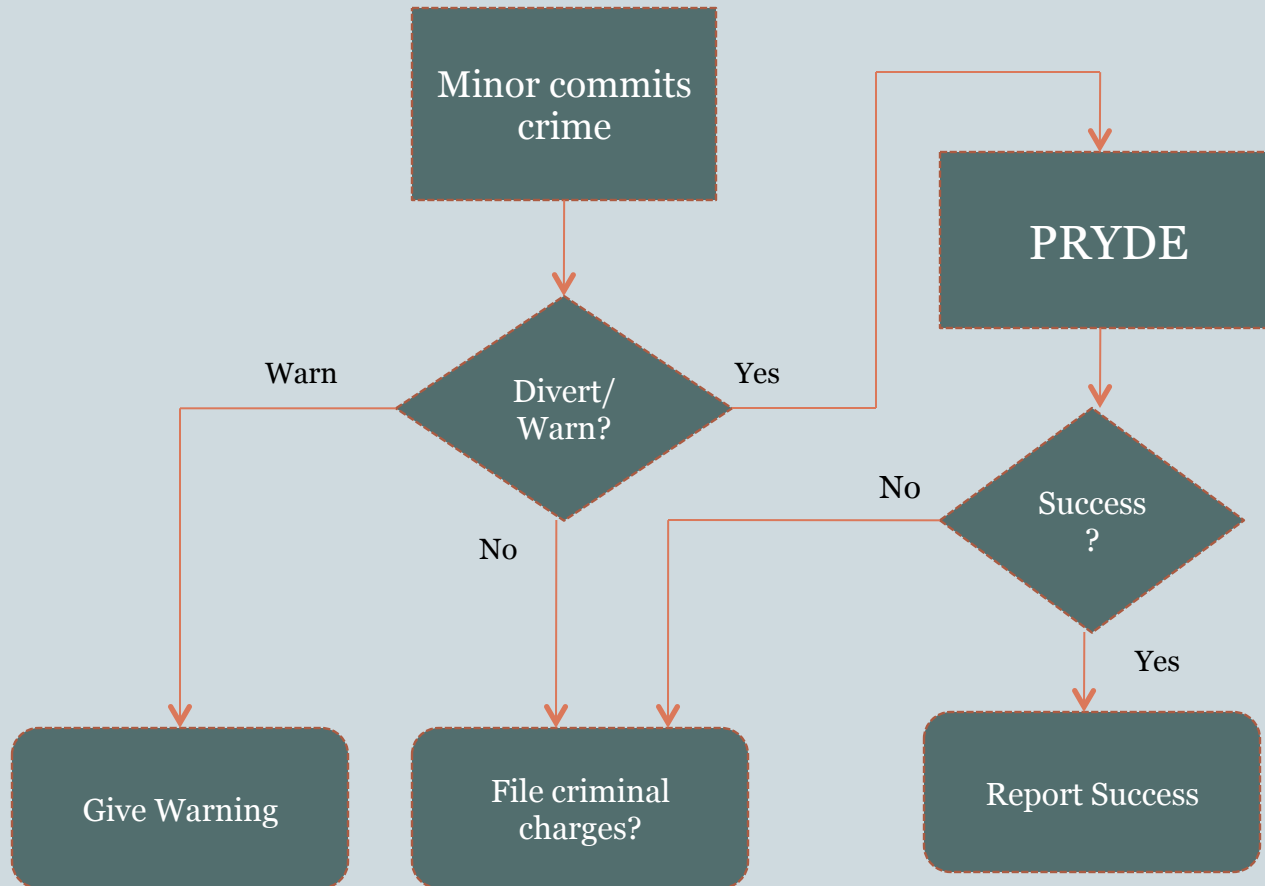 Minor commits
crime
PRYDE
Warn
Divert/
Warn?
Yes
No
No
Success
?
Yes
Give Warning
File criminal
charges?
Report Success